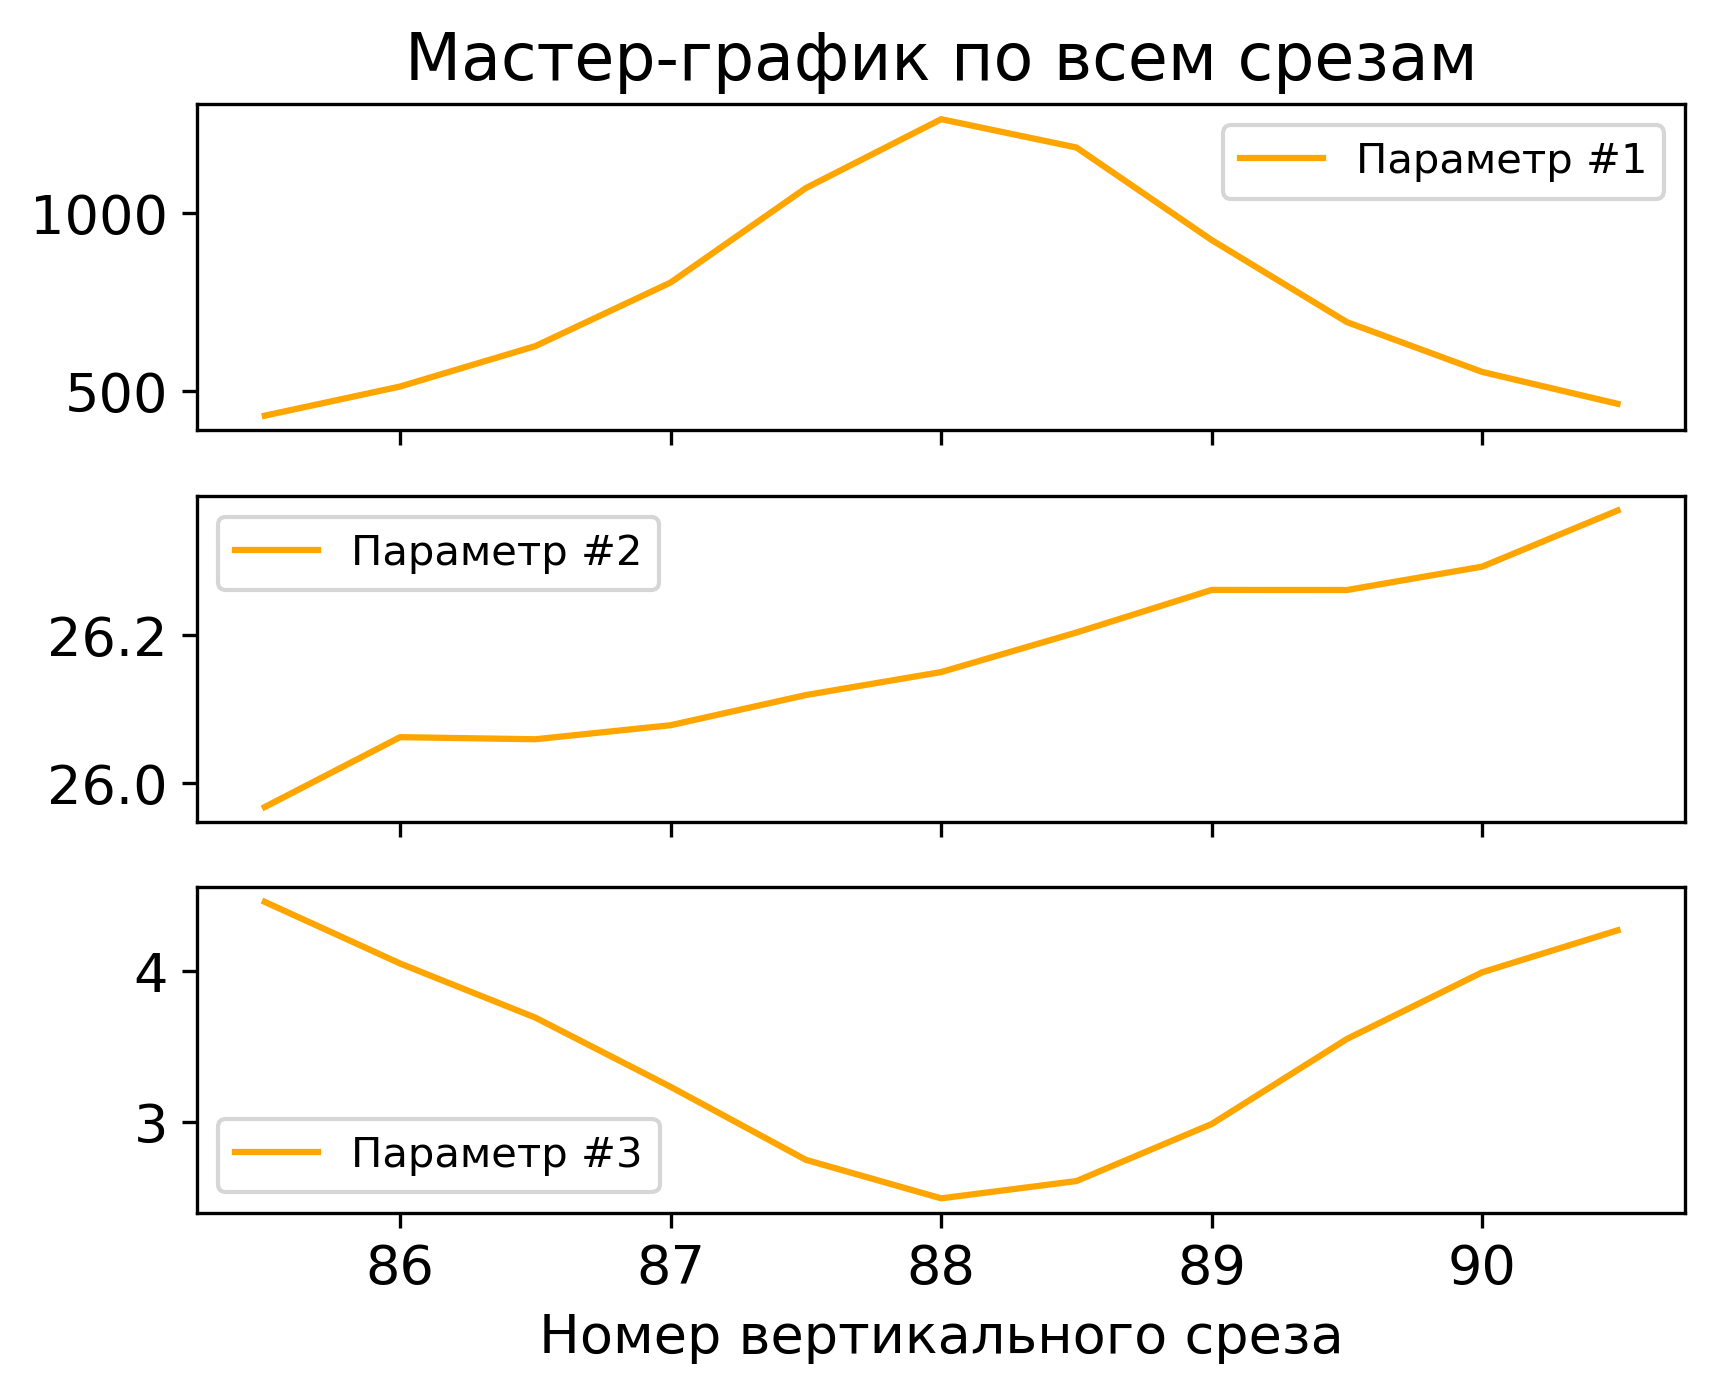 Мастер-график по всем срезам
Параметр #1
1000
500
Параметр #2
26.2
26.0
4
3
Параметр #3
86 87 88 89 90
Номер вертикального среза